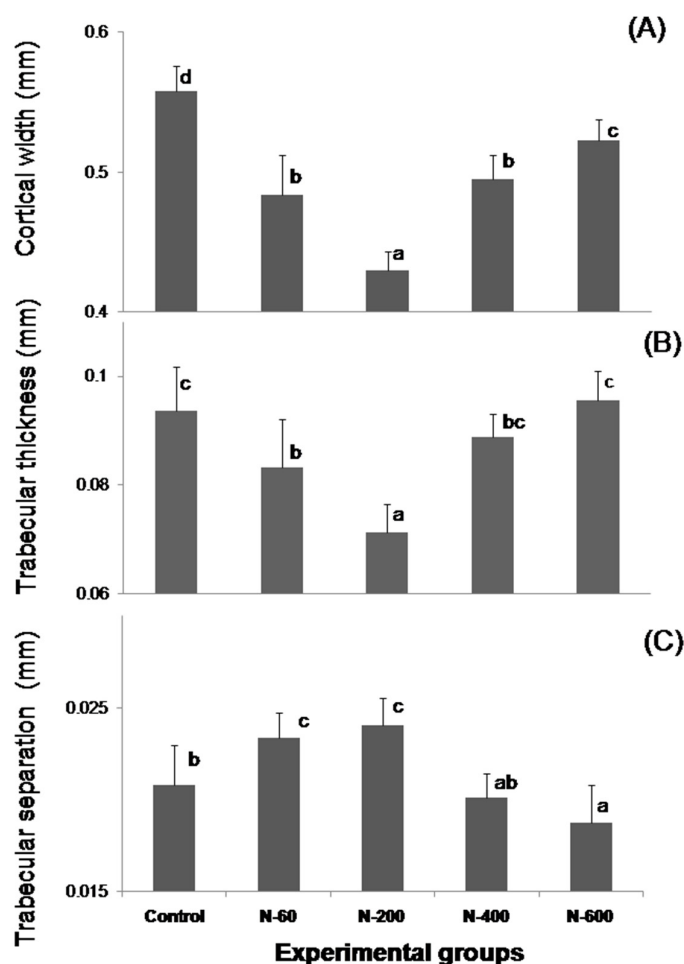 (A)
Cortical width (mm)
0.6
0.5
0.4
d
b
a
b
c
(B)
Trabecular thickness (mm)
0.1
0.08
0.06
c
b
a
bc
c
(C)
Trabecular separation (mm)
0.025
0.015
b
c
c
ab
a
Control N-60 N-200 N-400 N-600
Experimental groups